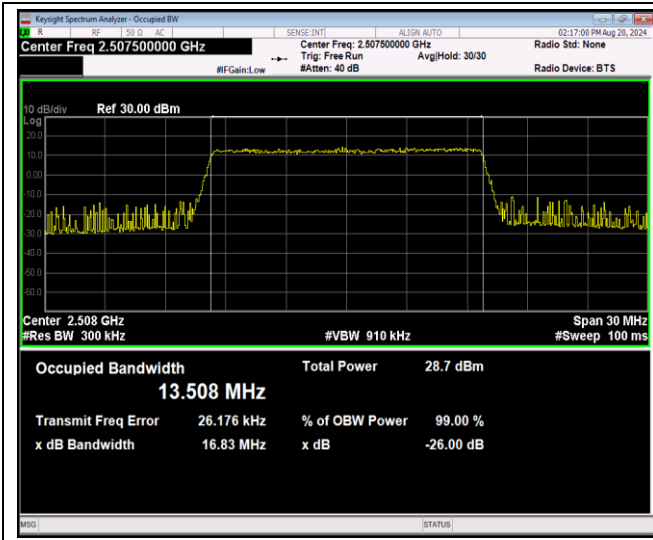 Keysight Spectrum Analyzer - Occupied BW
LXI R RF 50 Ω AC SENSE:INT ALIGN AUTO 02:17:00 PM Aug 20, 2024
Center Freq 2.507500000 GHz Center Freq: 2.507500000 GHz Radio Std: None
Trig: Free Run Avg|Hold: 30/30
#IFGain:Low #Atten: 40 dB Radio Device: BTS
10 dB/div Ref 30.00 dBm
Log
20.0
10.0
0.00
-10.0
-20.0
-30.0
-40.0
-50.0
-60.0
Center 2.508 GHz Span 30 MHz
#Res BW 300 kHz #VBW 910 kHz #Sweep 100 ms
Occupied Bandwidth Total Power 28.7 dBm
13.508 MHz
Transmit Freq Error 26.176 kHz % of OBW Power 99.00 %
x dB Bandwidth 16.83 MHz x dB -26.00 dB
MSG STATUS